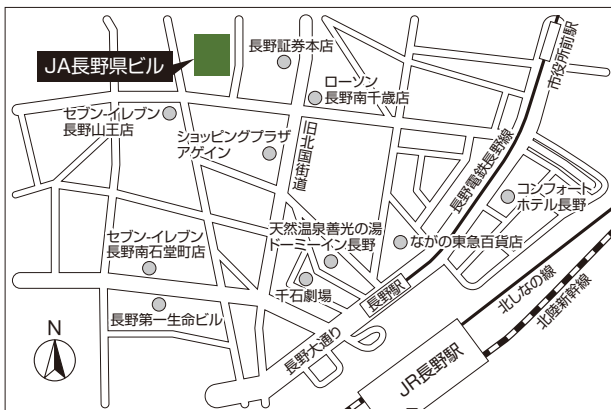 JA長野県ビル
長野証券本店
ローソン
長野南千歳店
市役所前駅
セブン-イレブン
長野山王店
ショッピングプラザ
アゲイン
旧北国街道
長野電鉄長野線
コンフォート
ホテル長野
天然温泉善光の湯
ドーミーイン長野
ながの東急百貨店
セブン-イレブン
長野南石堂町店
千石劇場
長野駅
北しなの線
北陸新幹線
長野第一生命ビル
長野大通り
JR長野駅
N